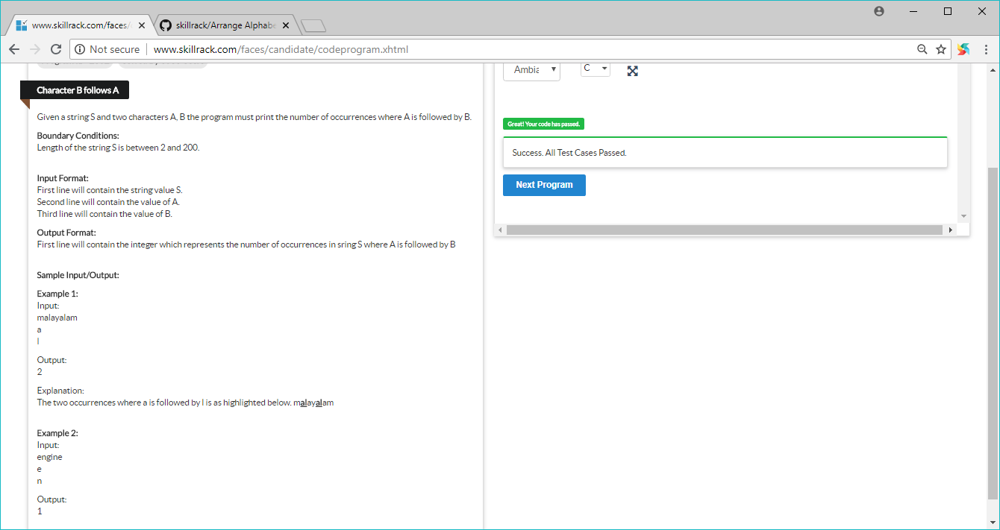 www.skillrack.com/faces/
skillrack/Arrange Alphabe
Not secure
www.skillrack.com/faces/candidate/codeprogram.xhtml
Character B follows A
Given a string S and two characters A, B the program must print the number of occurrences where A is followed by B.
Boundary Conditions:
Length of the string S is between 2 and 200.
Input Format:
First line will contain the string value S.
Second line will contain the value of A.
Third line will contain the value of B.
Output Format:
First line will contain the integer which represents the number of occurrences in sring S where A is followed by B
Sample Input/Output:
Example 1:
Input:
malayalam
a
l
Output:
2
Explanation:
The two occurrences where a is followed by l is as highlighted below. malayalam
Example 2:
Input:
engine
e
n
Output:
1
Ambia
C
Great! Your code has passed.
Success. All Test Cases Passed.
Next Program